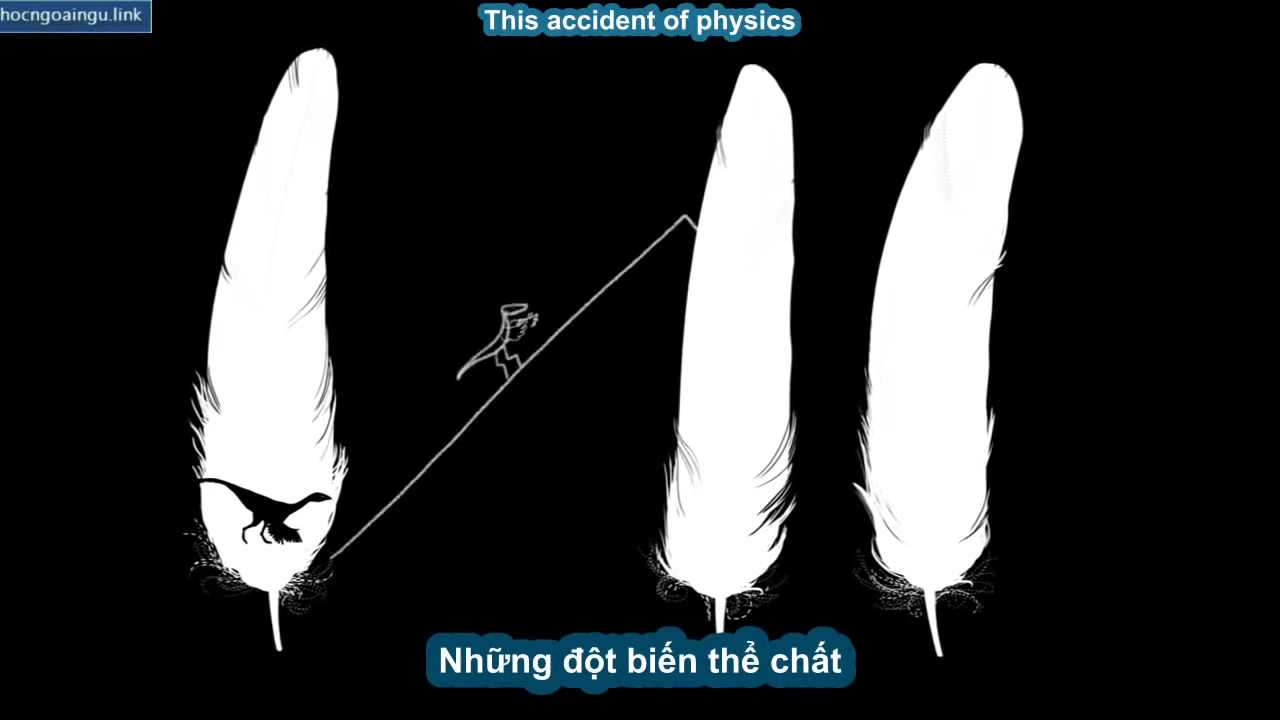 hocngoaingu.link
This accident of physics
Những đột biến thể chất